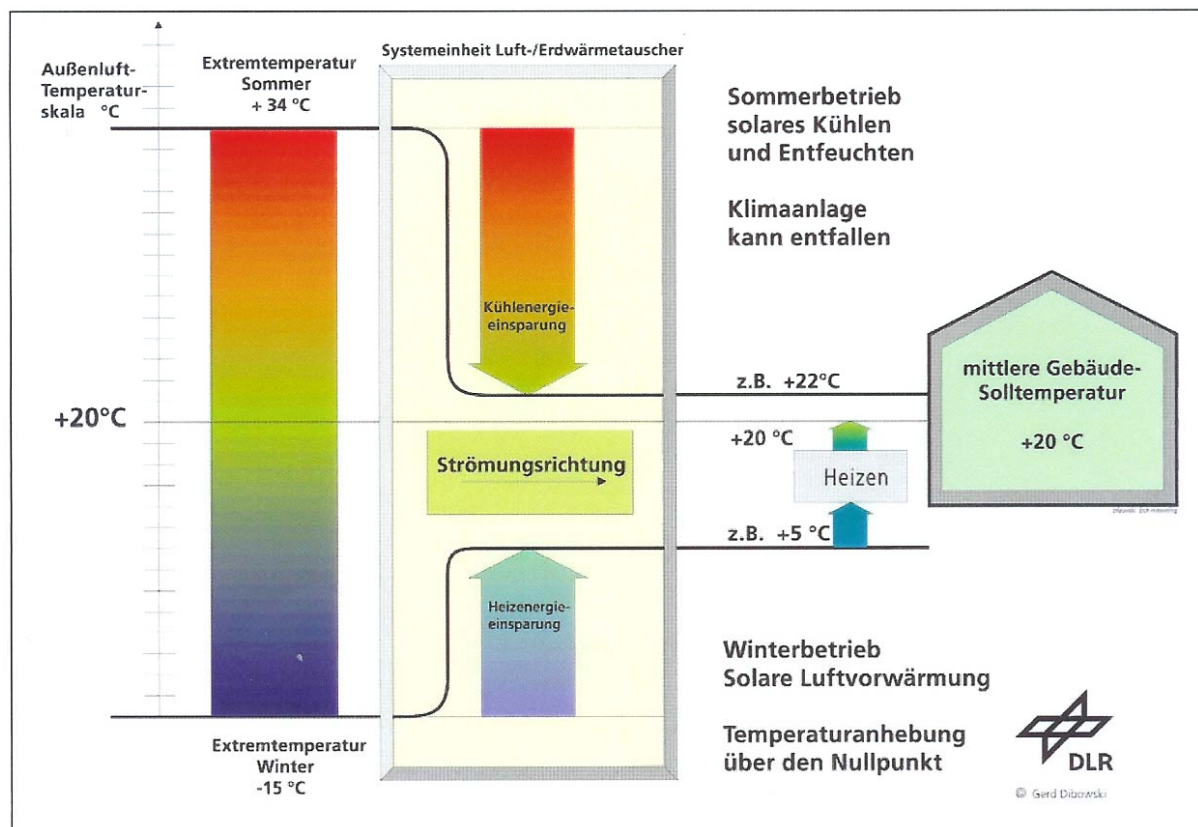 Systemeinheit Luft-/Erdwärmetauscher
Außenluft-
Temperatur-
skala °C
Extremtemperatur
Sommer
+ 34 °C
Sommerbetrieb
solares Kühlen
und Entfeuchten
Klimaanlage
kann entfallen
Kühlenergie-
einsparung
z.B. +22°C
mittlere Gebäude-
Solltemperatur
+20 °C
+20°C
+20 °C
Strömungsrichtung
Heizen
z.B. +5 °C
Heizenergie-
einsparung
Winterbetrieb
Solare Luftvorwärmung
Temperaturanhebung
über den Nullpunkt
Extremtemperatur
Winter
-15 °C
DLR
© Gerd Dibowski